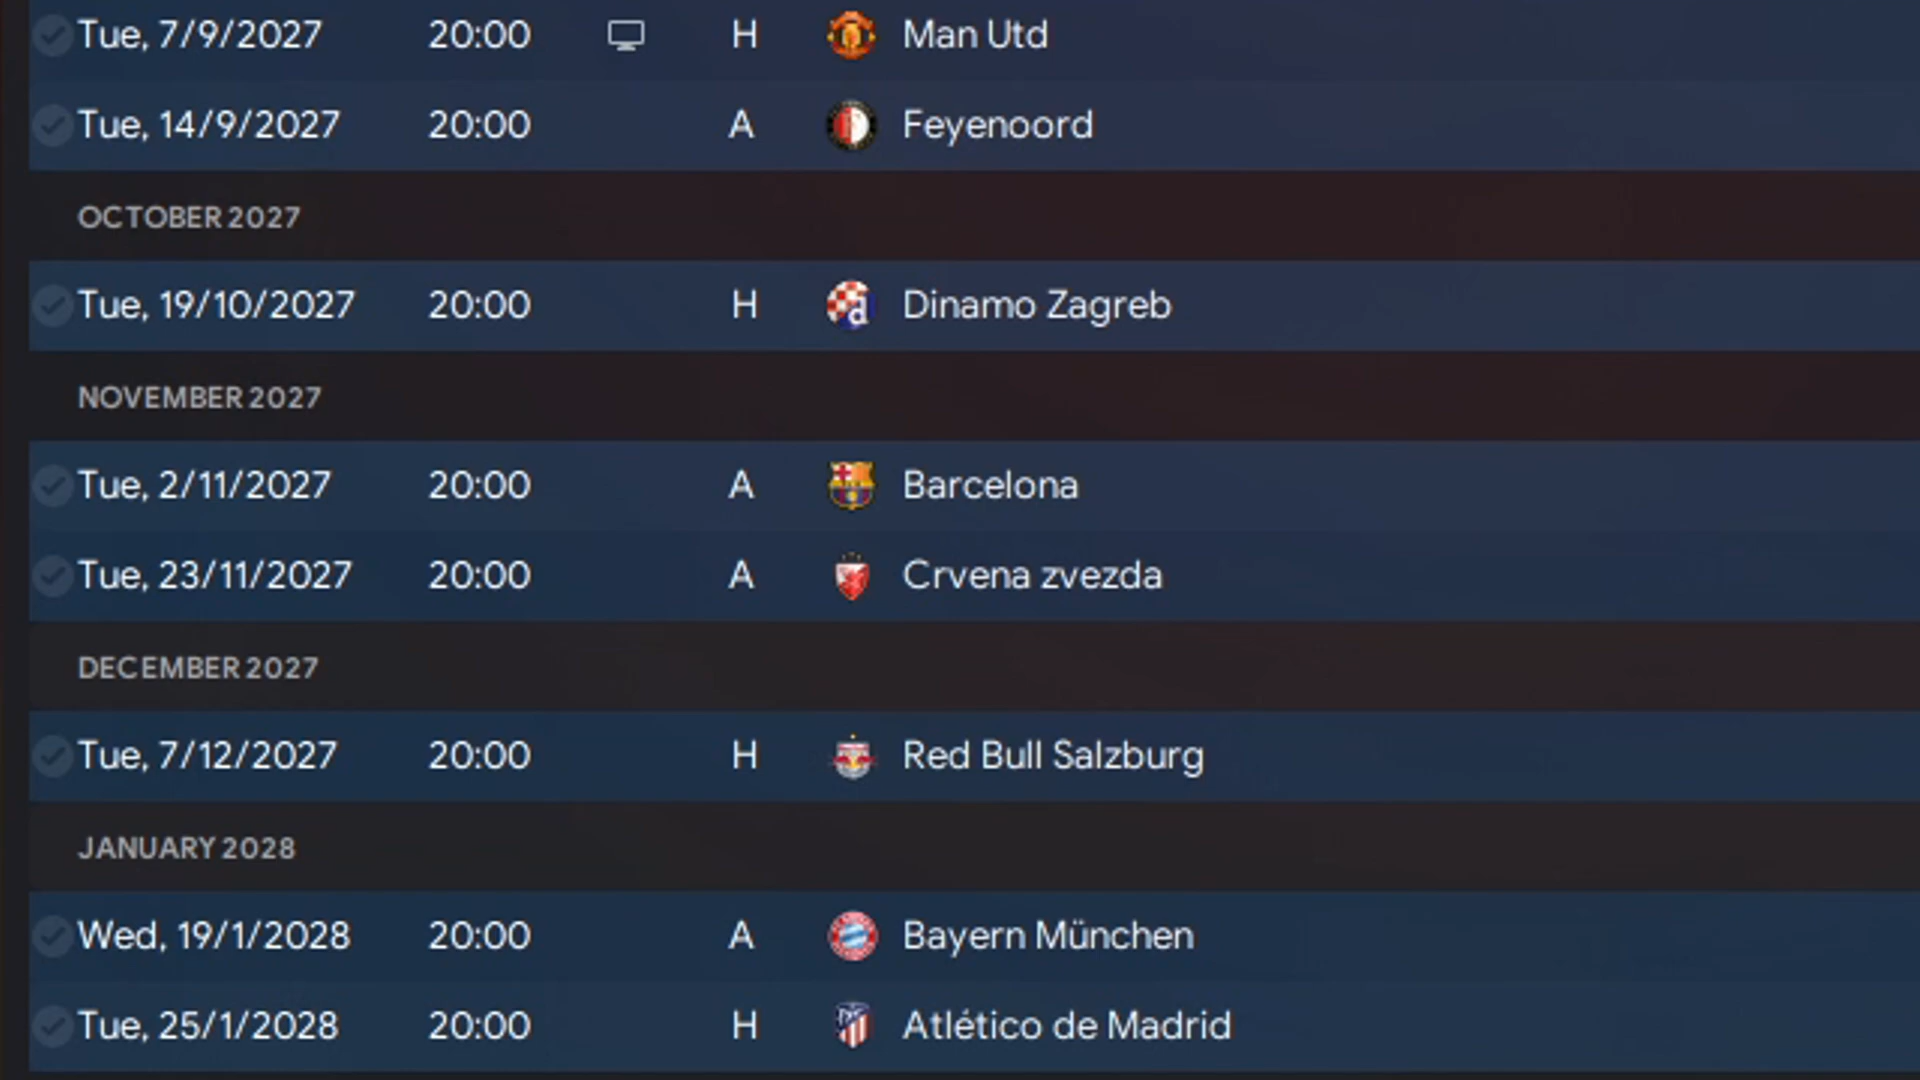 Tue, 7/9/2027 20:00 H Man Utd
Tue, 14/9/2027 20:00 A Feyenoord
OCTOBER 2027
Tue, 19/10/2027 20:00 H Dinamo Zagreb
NOVEMBER 2027
Tue, 2/11/2027 20:00 A Barcelona
Tue, 23/11/2027 20:00 A Crvena zvezda
DECEMBER 2027
Tue, 7/12/2027 20:00 H Red Bull Salzburg
JANUARY 2028
Wed, 19/1/2028 20:00 A Bayern München
Tue, 25/1/2028 20:00 H Atlético de Madrid